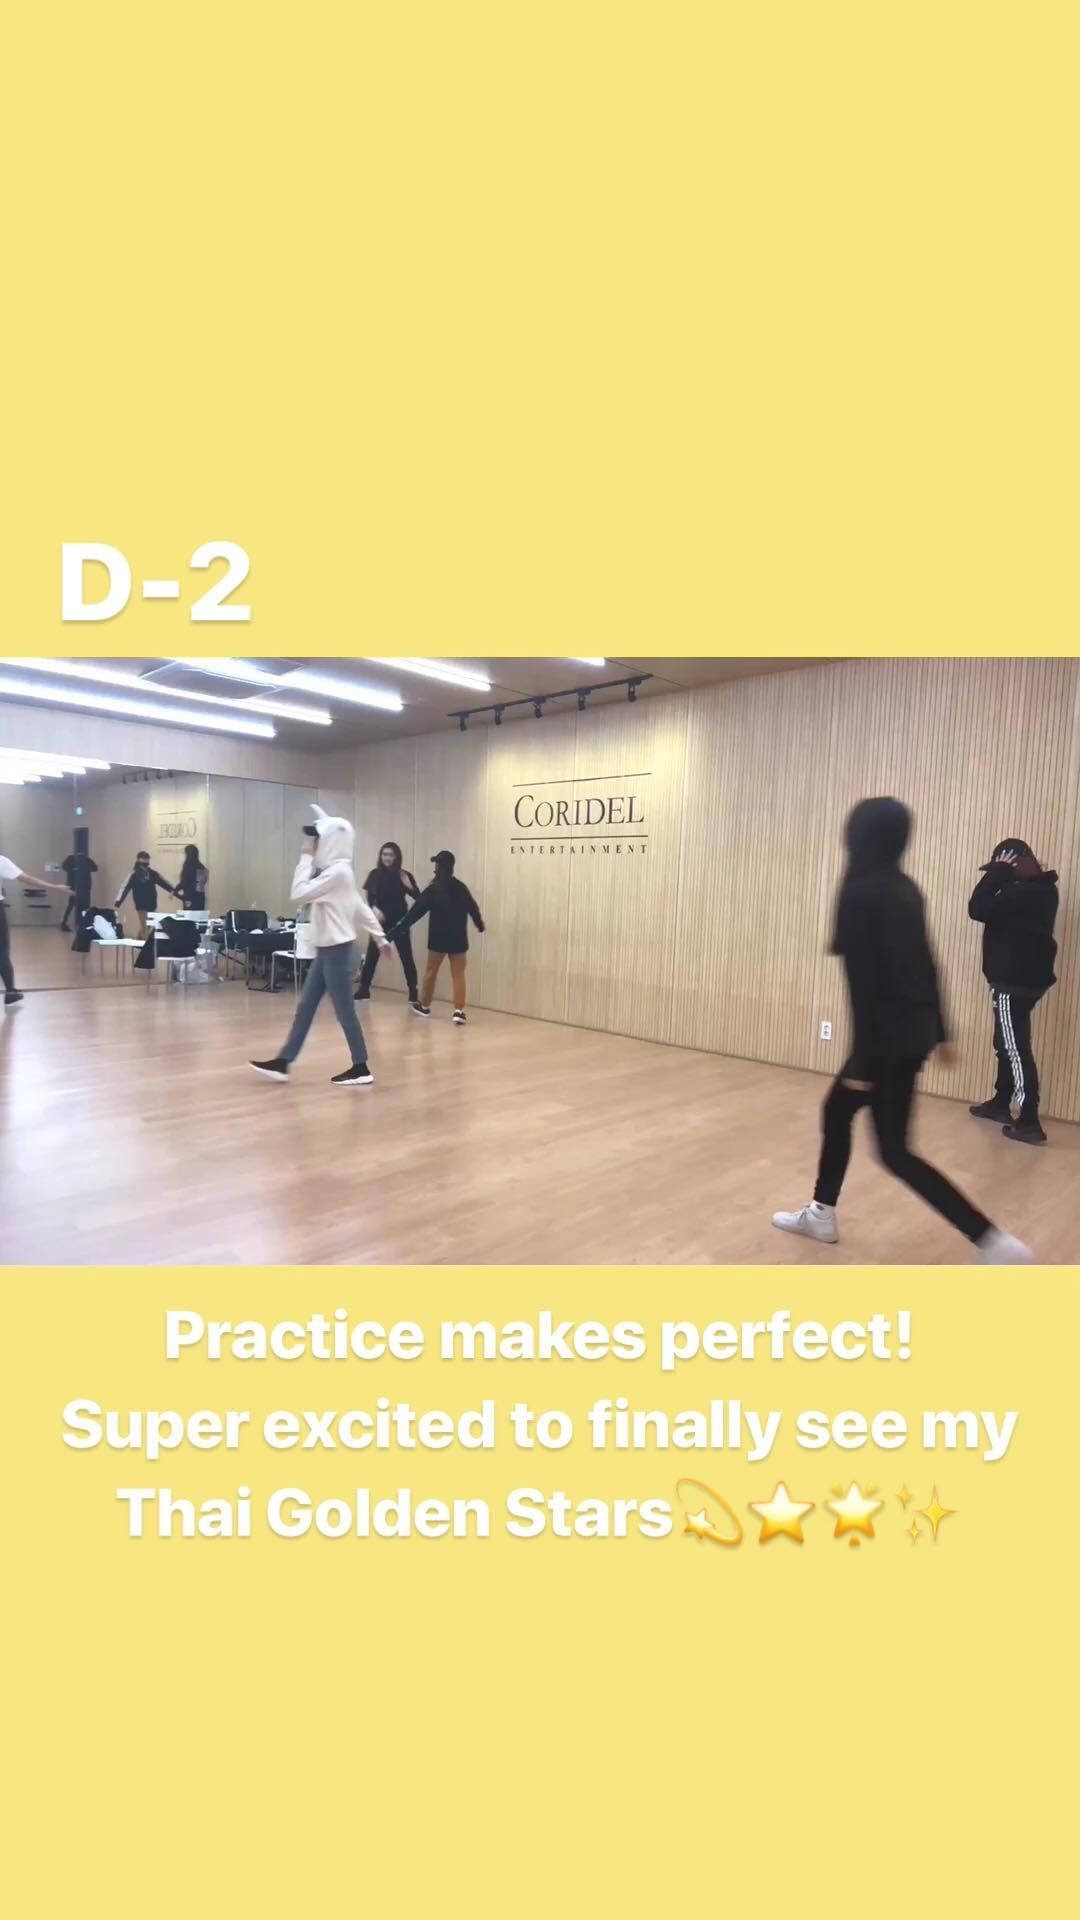 D-2
CORIDEL
ENTERTAINMENT
Practice makes perfect!
Super excited to finally see my
Thai Golden Stars💫⭐🌟✨